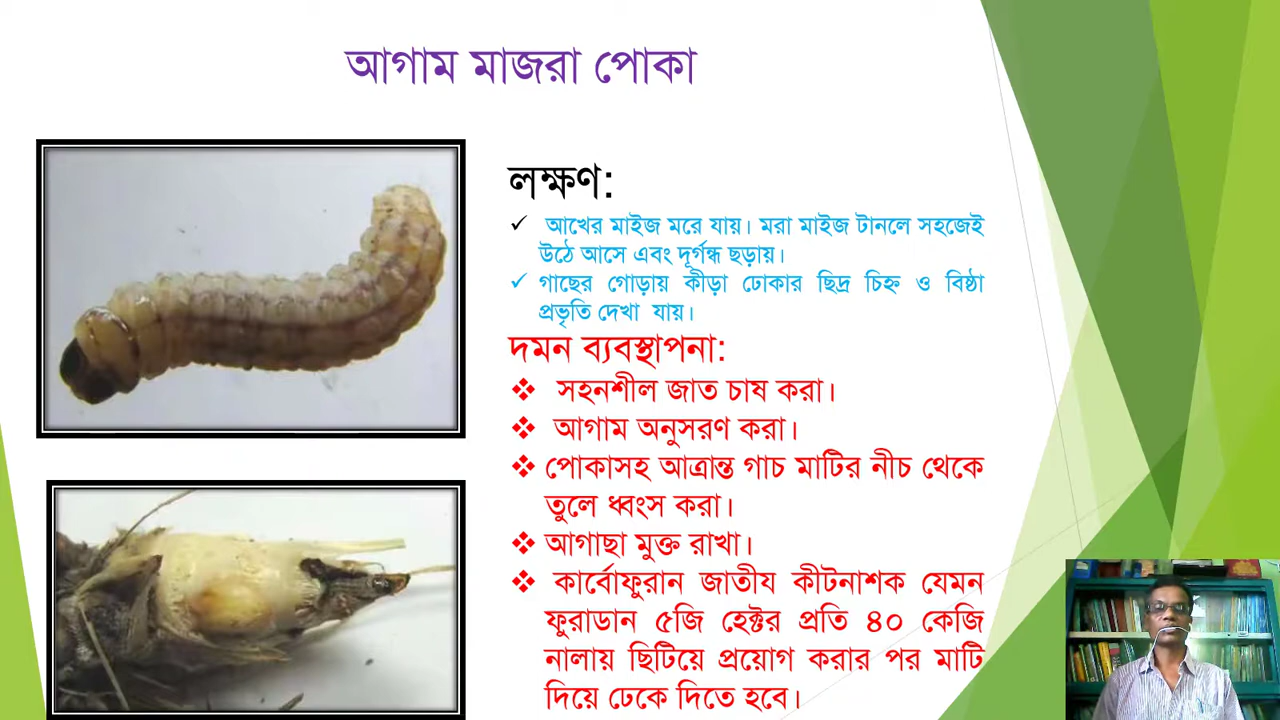 আগাম মাজরা পোকা
লক্ষণ:
✓ আখের মাইজ মরে যায়। মরা মাইজ টানলে সহজেই
উঠে আসে এবং দূর্গন্ধ ছড়ায়।
✓ গাছের গোড়ায় কীড়া ঢোকার ছিদ্র চিহ্ন ও বিষ্ঠা
প্রভৃতি দেখা যায়।
দমন ব্যবস্থাপনা:
❖ সহনশীল জাত চাষ করা।
❖ আগাম অনুসরণ করা।
❖ পোকাসহ আত্রান্ত গাচ মাটির নীচ থেকে
তুলে ধ্বংস করা।
❖ আগাছা মুক্ত রাখা।
❖ কার্বোফুরান জাতীয কীটনাশক যেমন
ফুরাডান ৫জি হেক্টর প্রতি ৪০ কেজি
নালায় ছিটিয়ে প্রয়োগ করার পর মাটি
দিয়ে ঢেকে দিতে হবে।